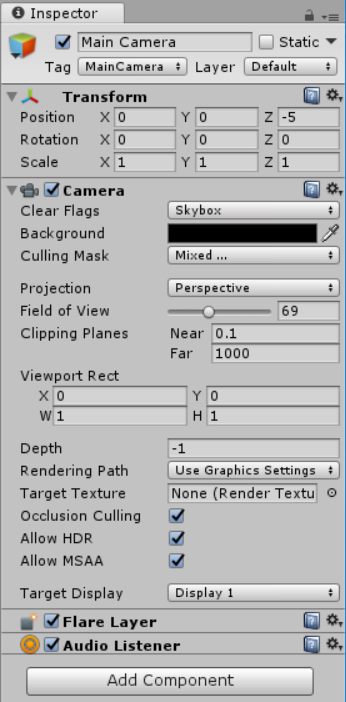 Inspector
Main Camera Static
Tag MainCamera Layer Default
Transform
Position X 0 Y 0 Z -5
Rotation X 0 Y 0 Z 0
Scale X 1 Y 1 Z 1
Camera
Clear Flags Skybox
Background
Culling Mask Mixed ...
Projection Perspective
Field of View 69
Clipping Planes Near 0.1
Far 1000
Viewport Rect
X 0 Y 0
W 1 H 1
Depth -1
Rendering Path Use Graphics Settings
Target Texture None (Render Textu
Occlusion Culling
Allow HDR
Allow MSAA
Target Display Display 1
Flare Layer
Audio Listener
Add Component